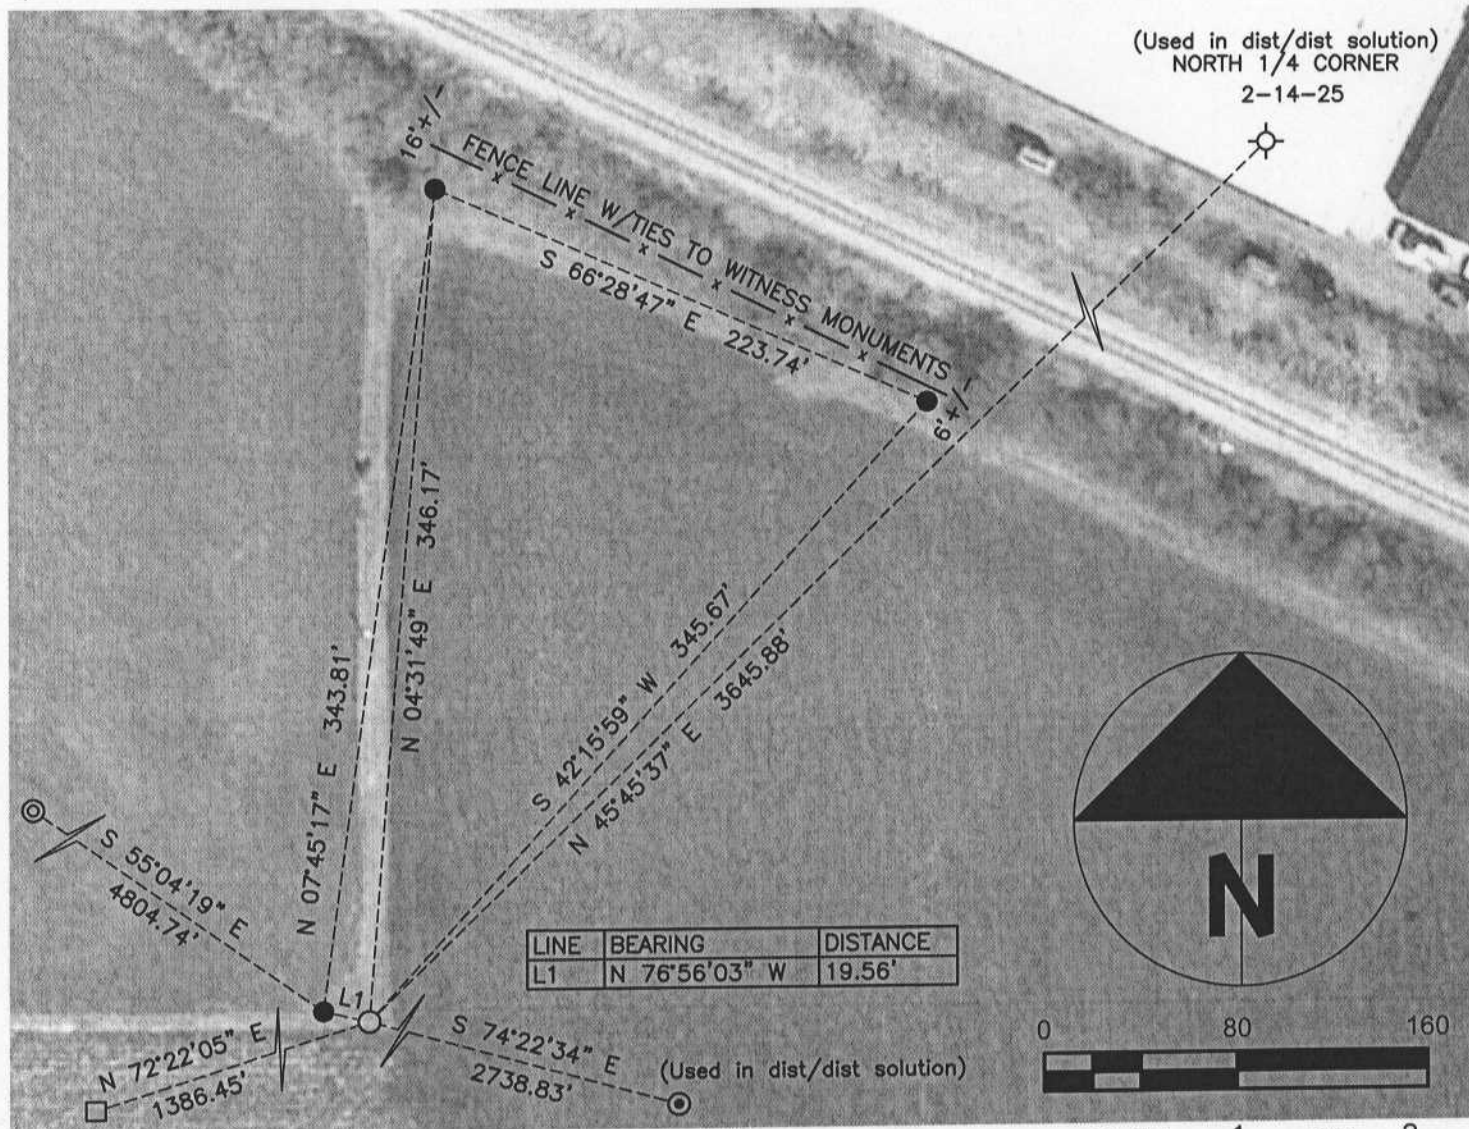 (Used in dist/dist solution)
NORTH 1/4 CORNER
2-14-25
16'+/-
FENCE LINE W/TIES TO WITNESS MONUMENTS
S 66°28'47" E 223.74'
6'+/-
N 07°45'17" E 343.81'
N 04°31'49" E 346.17'
S 42°15'59" W 345.67'
N 45°45'37" E 3645.88'
S 55°04'19" E
4804.74'
LINE BEARING DISTANCE
L1 N 76°56'03" W 19.56'
N
L1
N 72°22'05" E
1386.45'
S 74°22'34" E
2738.83'
(Used in dist/dist solution)
0 80 160